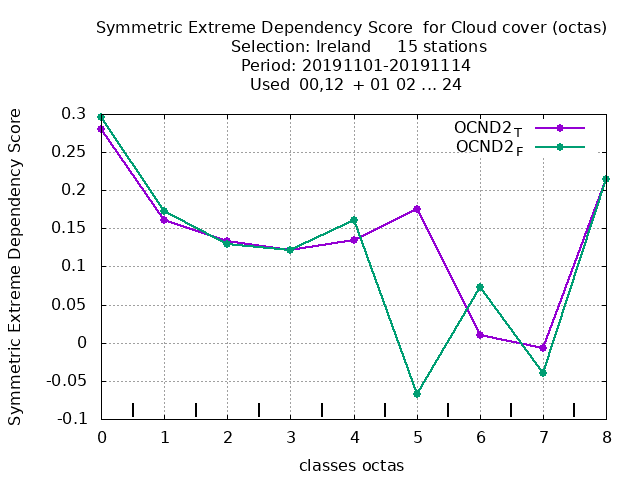 Symmetric Extreme Dependency Score for Cloud cover (octas)
Selection: Ireland 15 stations
Period: 20191101-20191114
Used 00,12 + 01 02 ... 24
Symmetric Extreme Dependency Score
0.3
0.25
0.2
0.15
0.1
0.05
0
-0.05
-0.1
OCND2T
OCND2F
0 1 2 3 4 5 6 7 8
classes octas